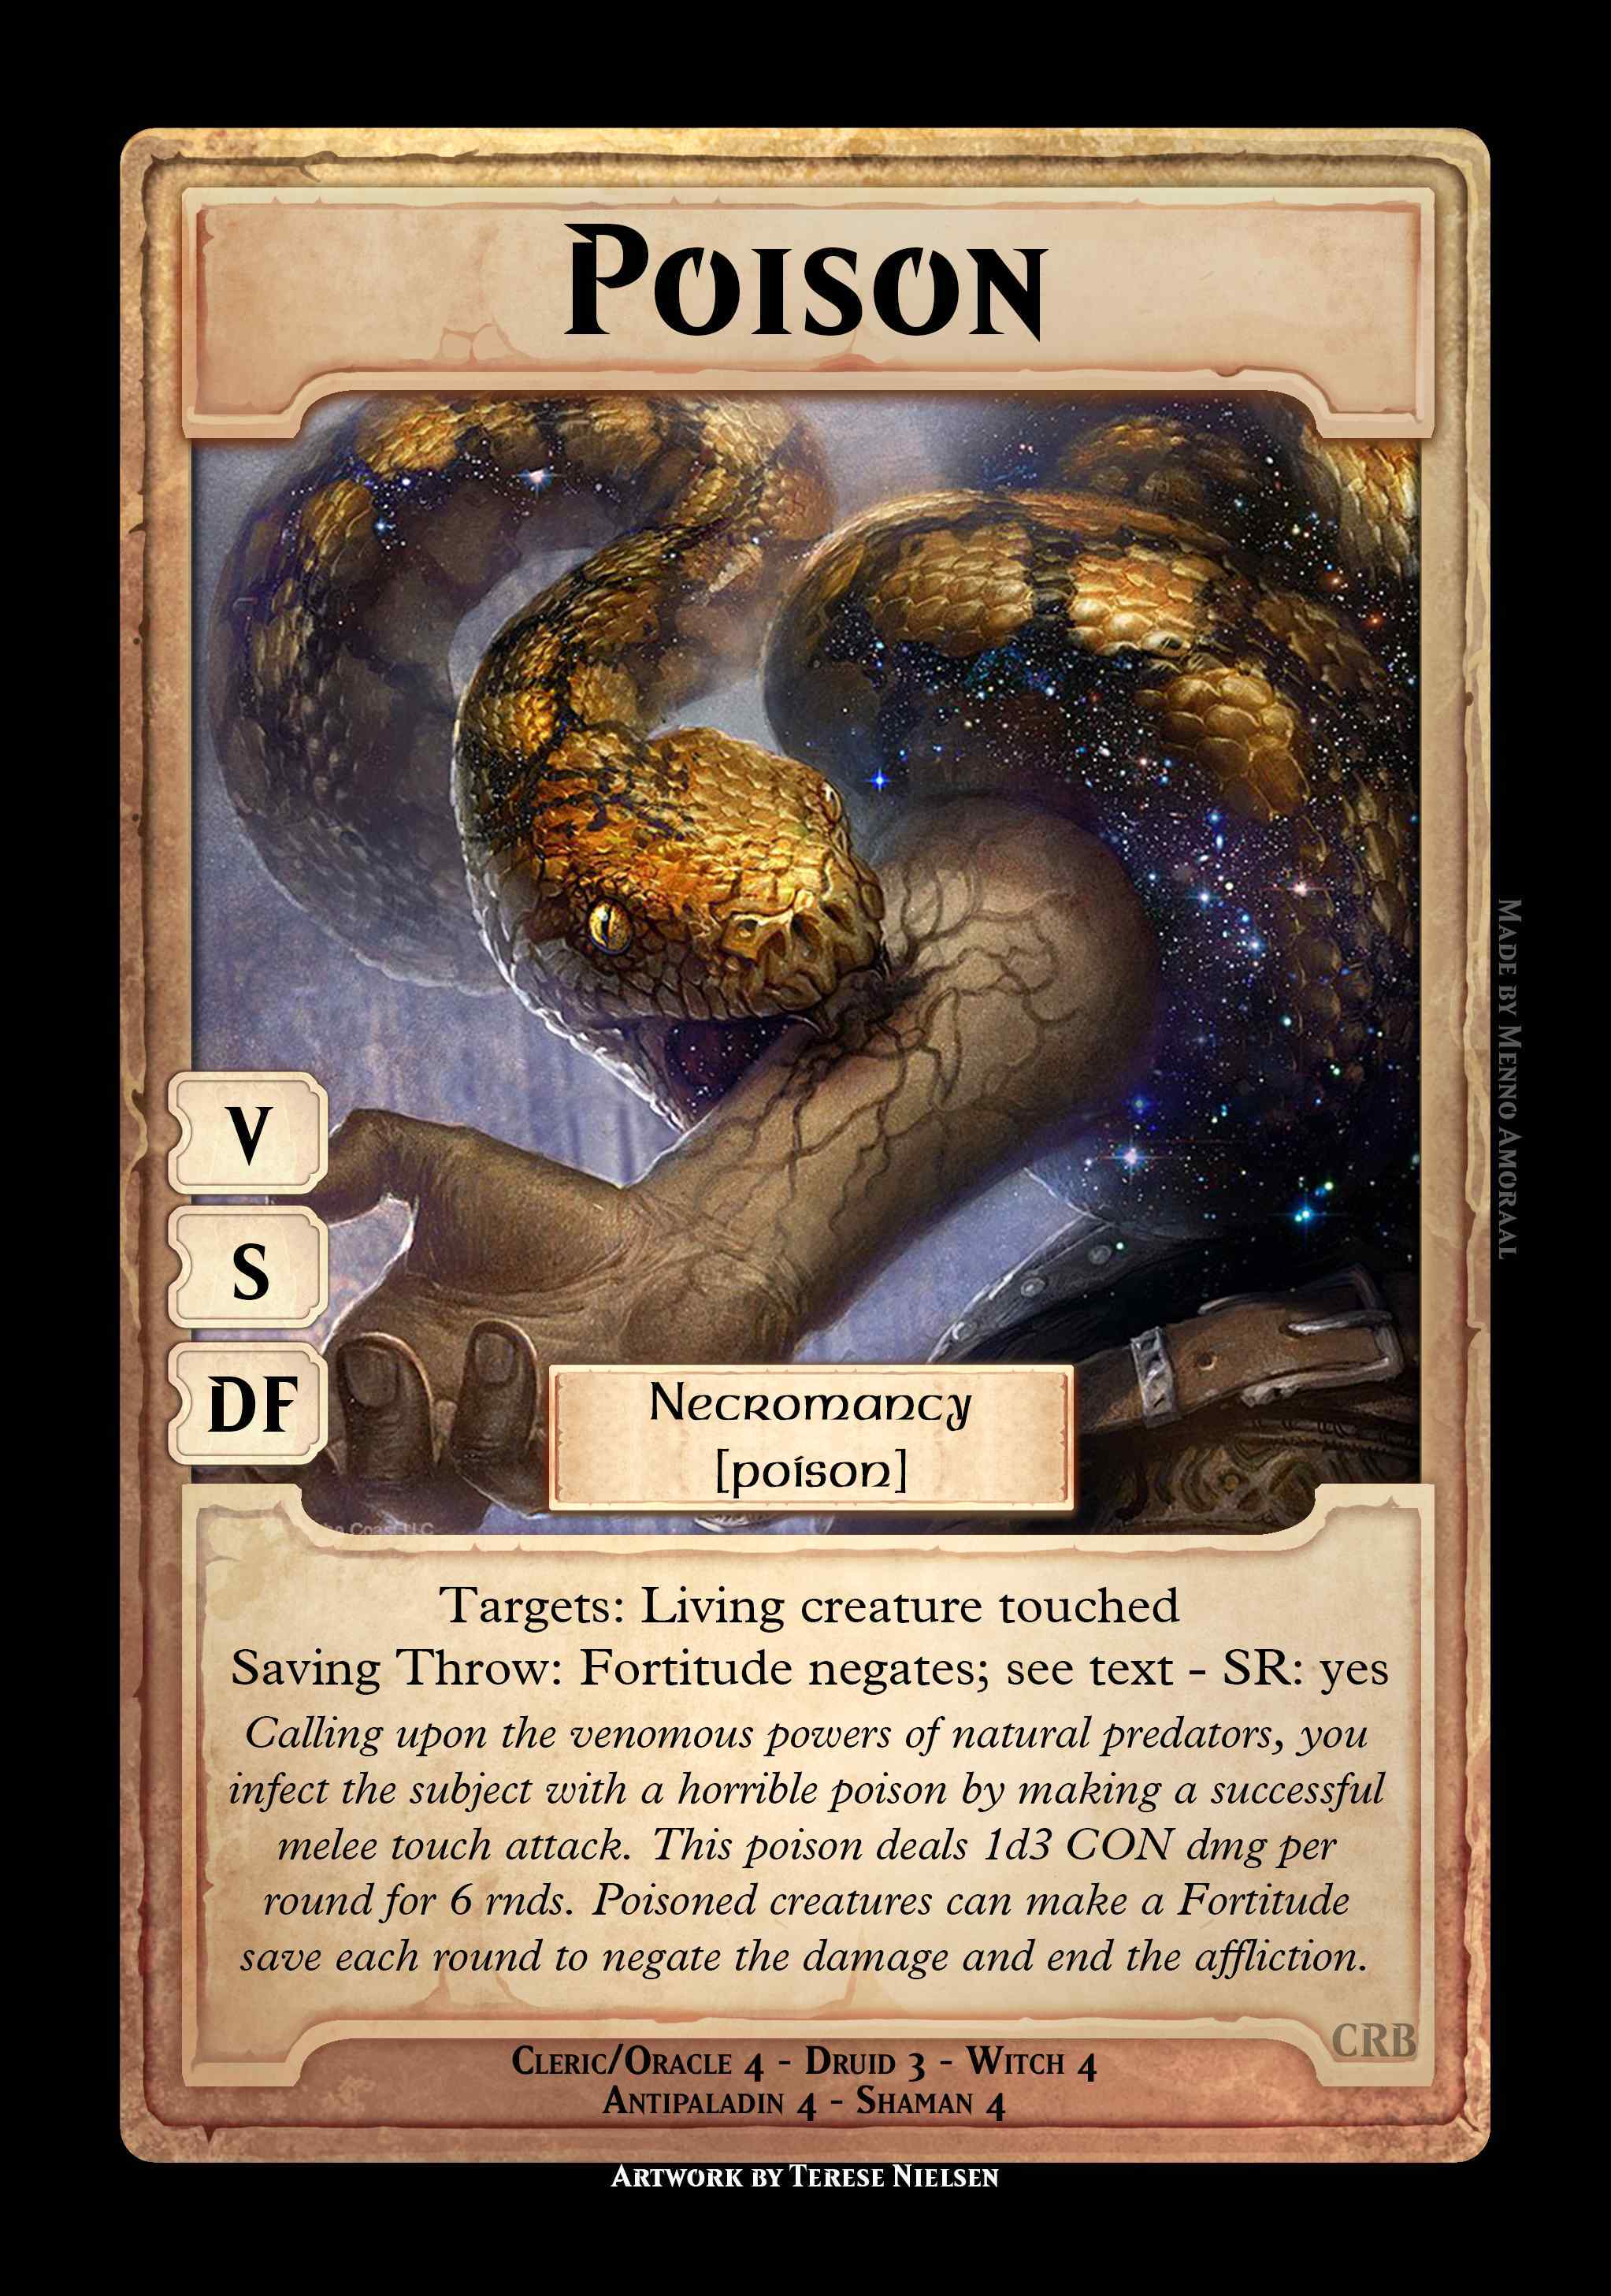 Poison
V
S
DF
Necromancy
[poison]
Coast LLC
Targets: Living creature touched
Saving Throw: Fortitude negates; see text - SR: yes
Calling upon the venomous powers of natural predators, you
infect the subject with a horrible poison by making a successful
melee touch attack. This poison deals 1d3 CON dmg per
round for 6 rnds. Poisoned creatures can make a Fortitude
save each round to negate the damage and end the affliction.
CRB
Cleric/Oracle 4 - Druid 3 - Witch 4
Antipaladin 4 - Shaman 4
Artwork by Terese Nielsen
Made by Menno Amoraal